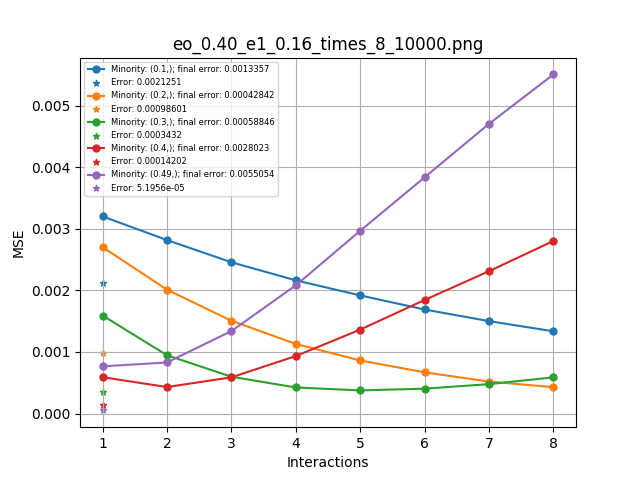 eo_0.40_e1_0.16_times_8_10000.png
Minority: (0.1,); final error: 0.0013357
Error: 0.0021251
Minority: (0.2,); final error: 0.00042842
Error: 0.00098601
Minority: (0.3,); final error: 0.00058846
Error: 0.0003432
Minority: (0.4,); final error: 0.0028023
Error: 0.00014202
Minority: (0.49,); final error: 0.0055054
Error: 5.1956e-05
MSE
0.005
0.004
0.003
0.002
0.001
0.000
1 2 3 4 5 6 7 8
Interactions